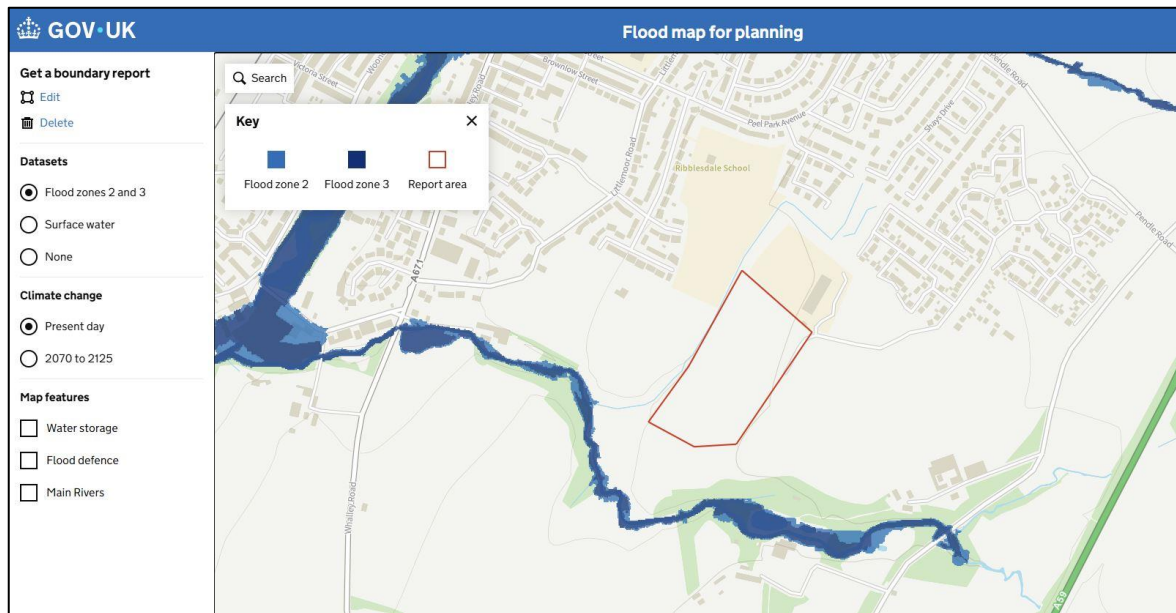 GOV.UK
Flood map for planning
Get a boundary report
Edit
Delete
Datasets
Flood zones 2 and 3
Surface water
None
Climate change
Present day
2070 to 2125
Map features
Water storage
Flood defence
Main Rivers
Search
Key
Flood zone 2
Flood zone 3
Report area
Victoria Street
Brownlow Street
Peel Park Avenue
Littlemoor Road
Ribblesdale School
Shays Drive
Pendle Road
Pendle Road
A671
Whalley Road
A59